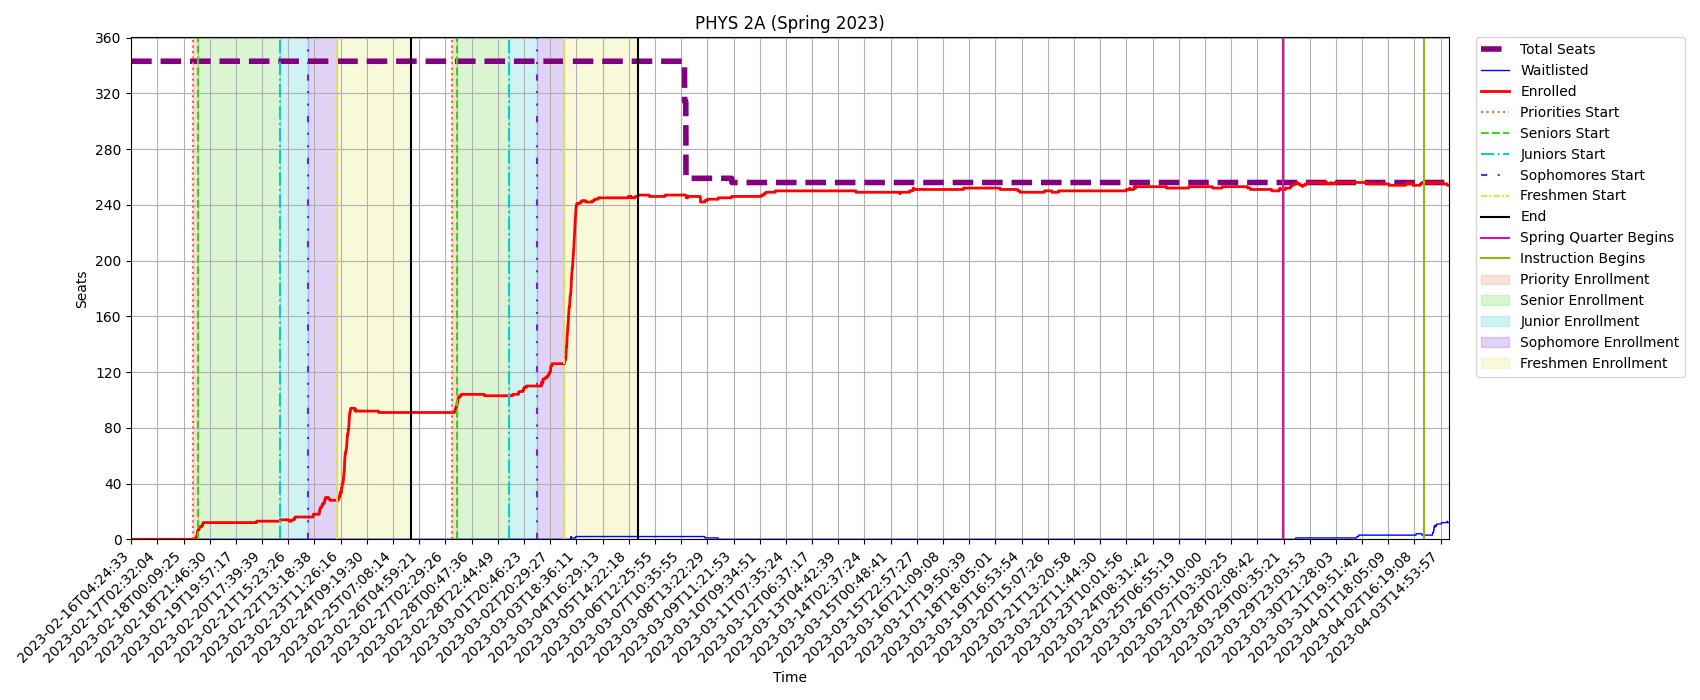 PHYS 2A (Spring 2023)
360
320
280
240
200
160
120
80
40
0
Seats
2023-02-16T04:24:33
2023-02-17T02:32:04
2023-02-18T00:09:25
2023-02-18T21:46:30
2023-02-19T19:57:17
2023-02-20T17:39:39
2023-02-21T15:23:26
2023-02-22T13:18:38
2023-02-23T11:26:16
2023-02-24T09:19:30
2023-02-25T07:08:14
2023-02-26T04:59:21
2023-02-27T02:29:26
2023-02-28T00:47:36
2023-02-28T22:44:49
2023-03-01T20:46:23
2023-03-02T20:29:27
2023-03-03T18:36:11
2023-03-04T16:29:13
2023-03-05T14:22:18
2023-03-06T12:25:55
2023-03-07T10:35:55
2023-03-08T13:22:29
2023-03-09T11:21:53
2023-03-10T09:34:51
2023-03-11T07:35:24
2023-03-12T06:37:17
2023-03-13T04:42:39
2023-03-14T02:37:24
2023-03-15T00:48:41
2023-03-15T22:57:27
2023-03-16T21:09:08
2023-03-17T19:50:39
2023-03-18T18:05:01
2023-03-19T16:53:54
2023-03-20T15:07:26
2023-03-21T13:20:58
2023-03-22T11:44:30
2023-03-23T10:01:56
2023-03-24T08:31:42
2023-03-25T06:55:19
2023-03-26T05:10:00
2023-03-27T03:30:25
2023-03-28T02:08:42
2023-03-29T00:35:21
2023-03-29T23:03:53
2023-03-30T21:28:03
2023-03-31T19:51:42
2023-04-01T18:05:09
2023-04-02T16:19:08
2023-04-03T14:53:57
Time
Total Seats
Waitlisted
Enrolled
Priorities Start
Seniors Start
Juniors Start
Sophomores Start
Freshmen Start
End
Spring Quarter Begins
Instruction Begins
Priority Enrollment
Senior Enrollment
Junior Enrollment
Sophomore Enrollment
Freshmen Enrollment